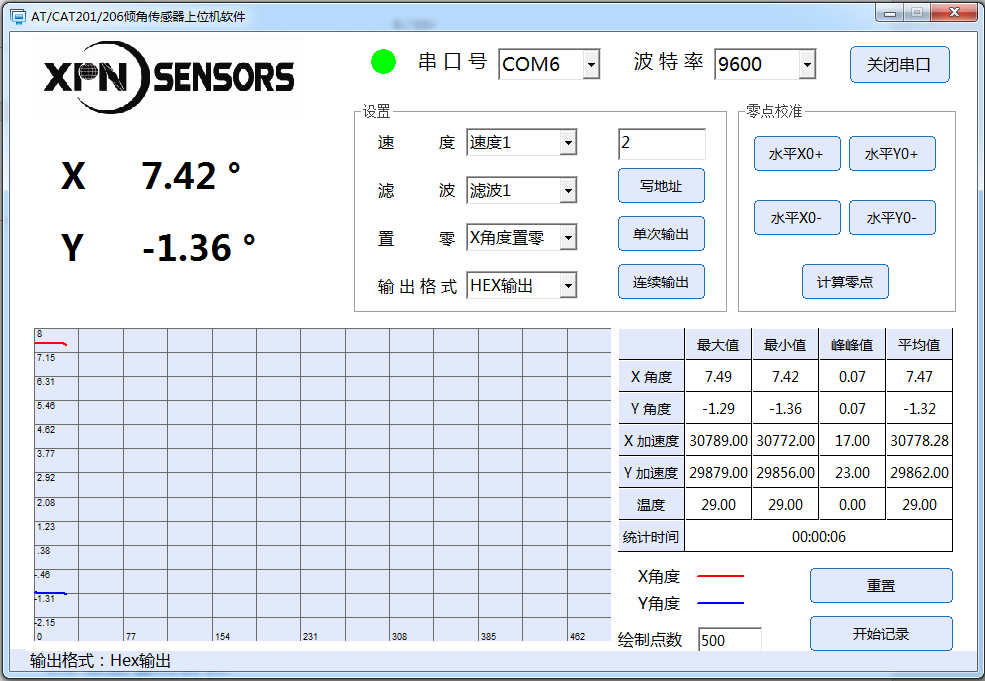 AT/CAT201/206倾角传感器上位机软件
XPN SENSORS
串口号 COM6 波特率 9600 关闭串口
设置
零点校准
X 7.42 °
Y -1.36 °
速度 速度1 2
滤波 滤波1 写地址
置零 X角度置零 单次输出
输出格式 HEX输出 连续输出
水平X0+ 水平Y0+
水平X0- 水平Y0-
计算零点
8
7.15
6.31
5.46
4.62
3.77
2.92
2.08
1.23
.38
-.46
-1.31
-2.15
0 77 154 231 308 385 462
最大值 最小值 峰峰值 平均值
X 角度 7.49 7.42 0.07 7.47
Y 角度 -1.29 -1.36 0.07 -1.32
X 加速度 30789.00 30772.00 17.00 30778.28
Y 加速度 29879.00 29856.00 23.00 29862.00
温度 29.00 29.00 0.00 29.00
统计时间 00:00:06
X角度
Y角度
重置
绘制点数 500 开始记录
输出格式：Hex输出